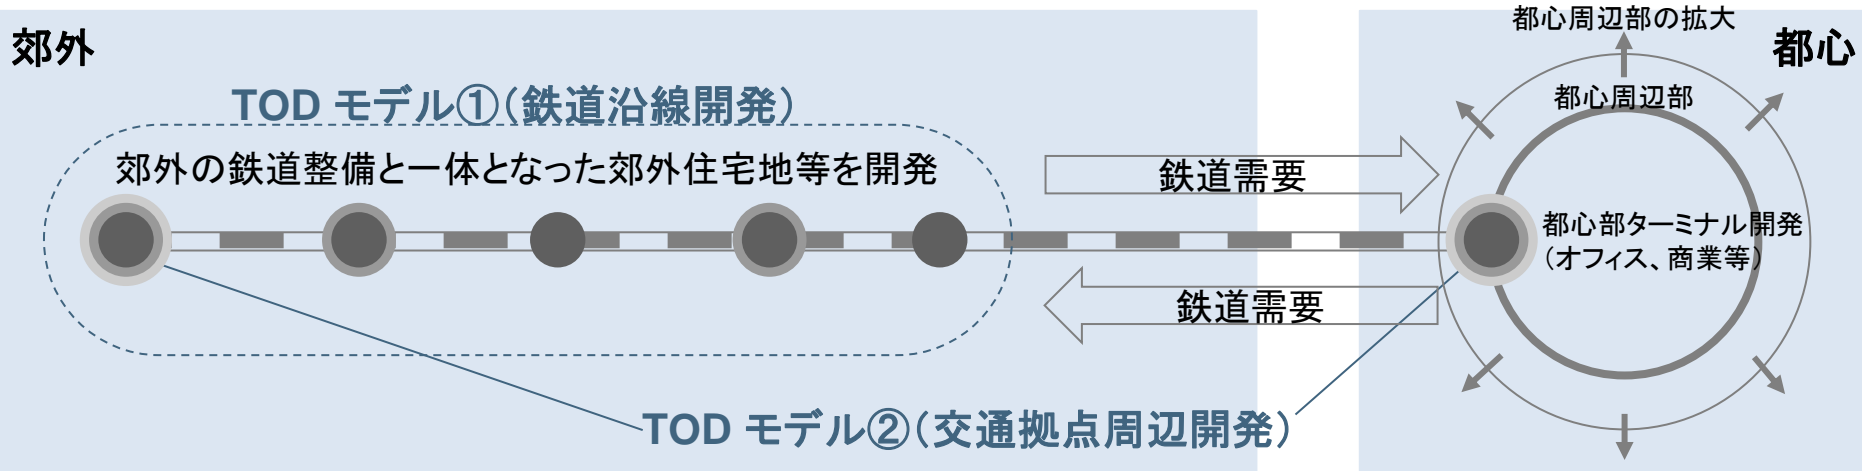 郊外
都心周辺部の拡大
都心
TOD モデル①(鉄道沿線開発)
都心周辺部
郊外の鉄道整備と一体となった郊外住宅地等を開発
鉄道需要
都心部ターミナル開発
(オフィス、商業等)
鉄道需要
TOD モデル②(交通拠点周辺開発)